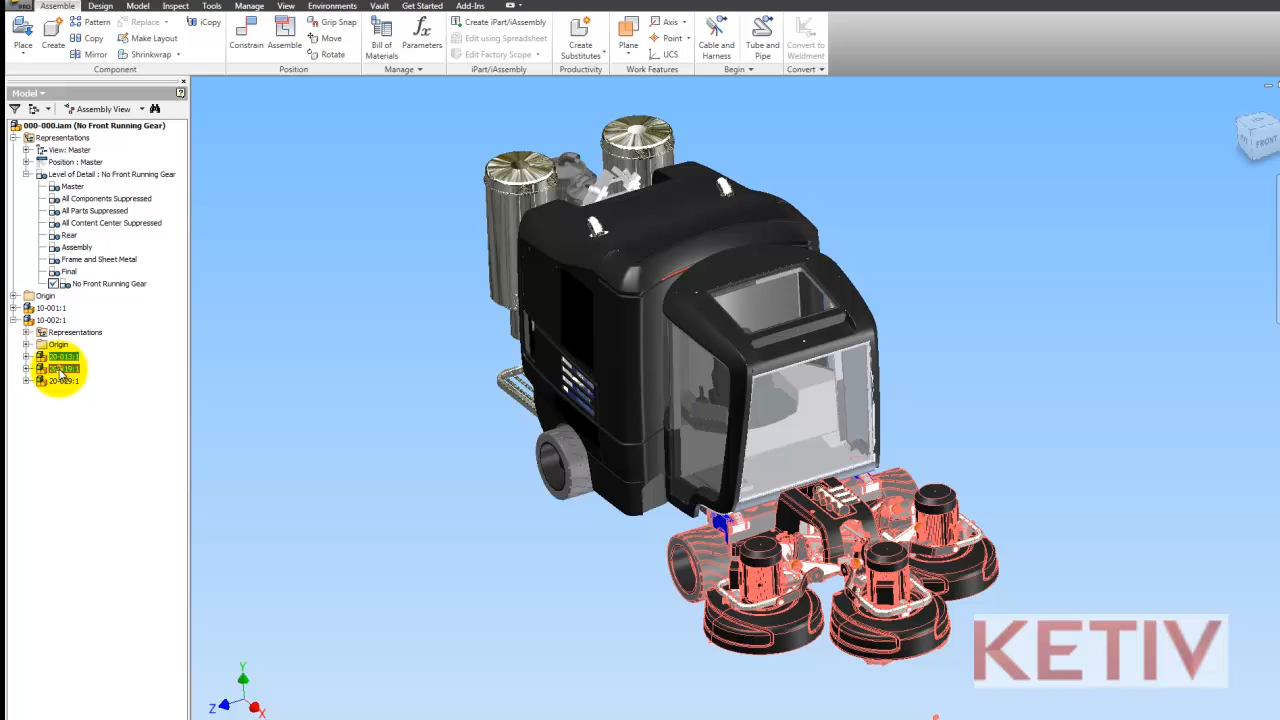 PRO Assemble Design Model Inspect Tools Manage View Environments Vault Get Started Add-Ins
Place
Create
Pattern
Copy
Mirror
Replace
Make Layout
Shrinkwrap
iCopy
Component
Constrain
Assemble
Grip Snap
Move
Rotate
Position
Bill of
Materials
Parameters
Manage
Create iPart/iAssembly
Edit using Spreadsheet
Edit Factory Scope
iPart/iAssembly
Create
Substitutes
Productivity
Plane
Axis
Point
UCS
Work Features
Cable and
Harness
Tube and
Pipe
Begin
Convert to
Weldment
Convert
Model
Assembly View
000-000.iam (No Front Running Gear)
Representations
View: Master
Position : Master
Level of Detail : No Front Running Gear
Master
All Components Suppressed
All Parts Suppressed
All Content Center Suppressed
Rear
Assembly
Frame and Sheet Metal
Final
No Front Running Gear
Origin
10-001:1
10-002:1
Representations
Origin
20-013:1
FRONT
KETIV
Y
Z
X